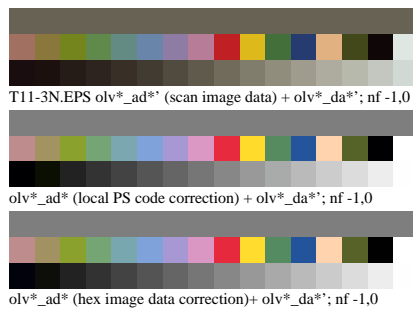 T11-3N.EPS olv*_ad*’ (scan image data) + olv*_da*’; nf -1,0
olv*_ad* (local PS code correction) + olv*_da*’; nf -1,0
olv*_ad* (hex image data correction)+ olv*_da*’; nf -1,0